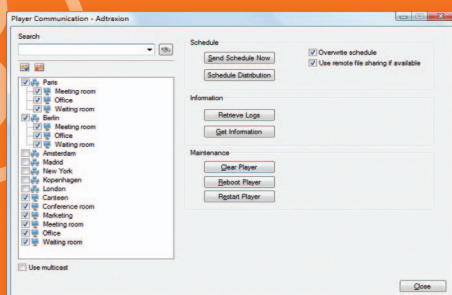 Player Communication - Adtraxion
Search
Paris
Meeting room
Office
Waiting room
Berlin
Meeting room
Office
Waiting room
Amsterdam
Madrid
New York
Kopenhagen
London
Canteen
Conference room
Marketing
Meeting room
Office
Waiting room
Use multicast
Schedule
Send Schedule Now
Schedule Distribution
Overwrite schedule
Use remote file sharing if available
Information
Retrieve Logs
Get Information
Maintenance
Clear Player
Reboot Player
Restart Player
Close